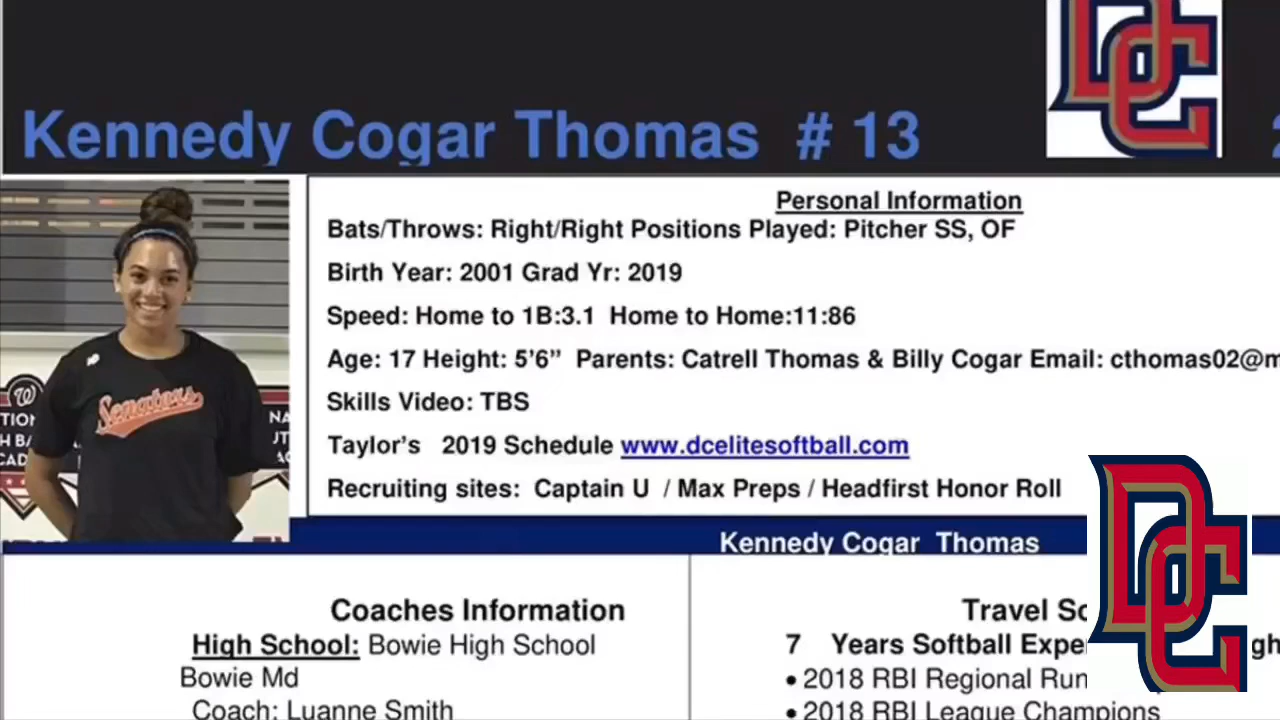 Kennedy Cogar Thomas # 13
DC
Personal Information
Bats/Throws: Right/Right Positions Played: Pitcher SS, OF
Birth Year: 2001 Grad Yr: 2019
Speed: Home to 1B:3.1 Home to Home:11:86
Age: 17 Height: 5'6” Parents: Catrell Thomas & Billy Cogar Email: cthomas02@m
Skills Video: TBS
Taylor's 2019 Schedule www.dcelitesoftball.com
Recruiting sites: Captain U / Max Preps / Headfirst Honor Roll
Senators
W
Kennedy Cogar Thomas
DC
Coaches Information
High School: Bowie High School
Bowie Md
Coach: Luanne Smith
Travel
7 Years Softball
• 2018 RBI Regional
• 2018 RBI League Champions